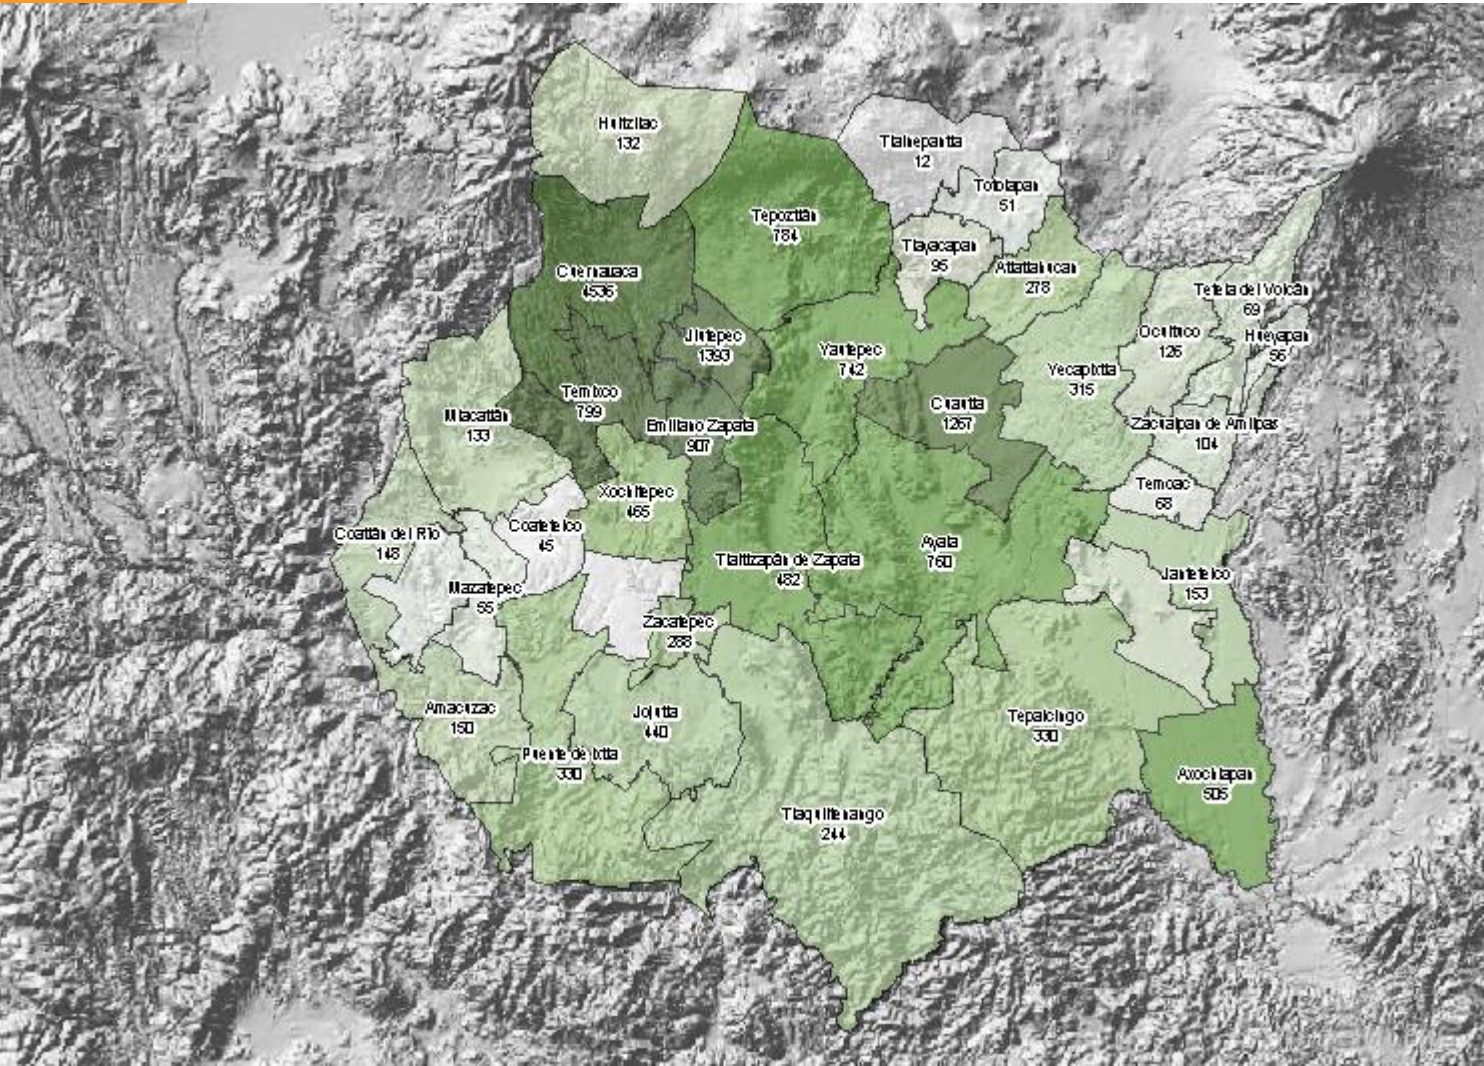 Huitzilac
132
Tlalnepantla
12
Totolapan
51
Tepoztlán
784
Tlayacapan
95
Atlatlahucan
278
Cuernavaca
4536
Tetela del Volcán
69
Hueyapan
56
Ocuituco
126
Jiutepec
1393
Yautepec
742
Yecapixtla
315
Temixco
799
Cuautla
1267
Miacatlán
133
Emiliano Zapata
907
Zacualpan de Amilpas
104
Temoac
68
Xochitepec
465
Coatetelco
45
Coatlán del Río
148
Ayala
760
Tlaltizapán de Zapata
482
Jantetelco
153
Mazatepec
55
Zacatepec
288
Amacuzac
150
Jojutla
440
Tepalcingo
330
Puente de Ixtla
330
Axochiapan
505
Tlaquiltenango
244